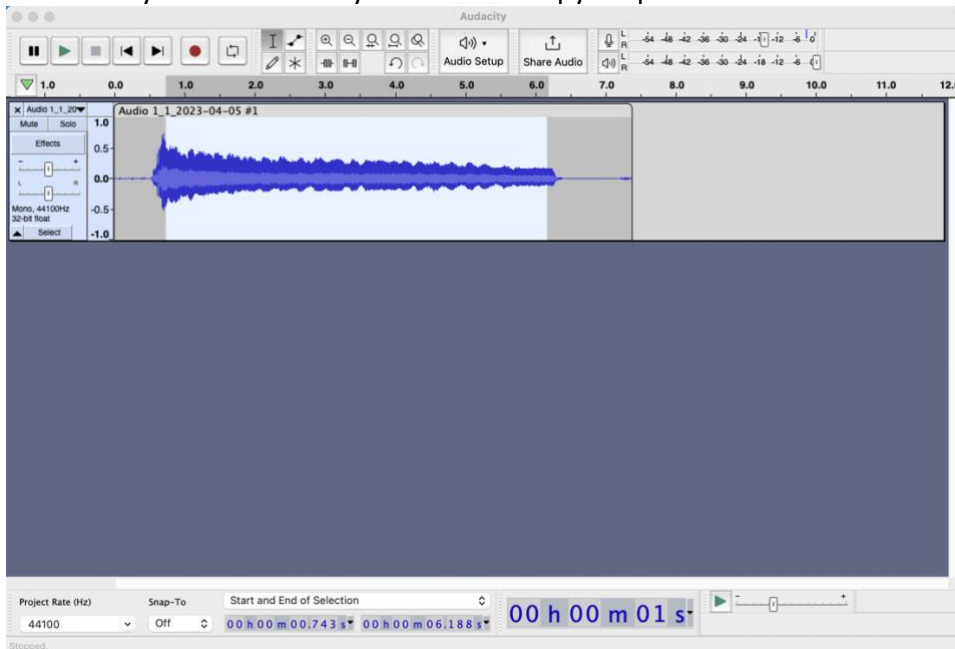 Audacity
Audio Setup
Share Audio
L
R
-54 -48 -42 -36 -30 -24 -12 -6 0
L
R
-54 -48 -42 -36 -30 -24 -18 -12 -6
1.0 0.0 1.0 2.0 3.0 4.0 5.0 6.0 7.0 8.0 9.0 10.0 11.0 12.
Audio 1_1_20
Audio 1_1_2023-04-05 #1
Mute Solo
1.0
Effects
0.5
- +
0.0
L R
Mono, 44100Hz
32-bit float
-0.5
Select
-1.0
Project Rate (Hz)
Snap-To
Start and End of Selection
44100
Off
00 h 00 m 00.743 s
00 h 00 m 06.188 s
00 h 00 m 01 s
- +
Stopped.